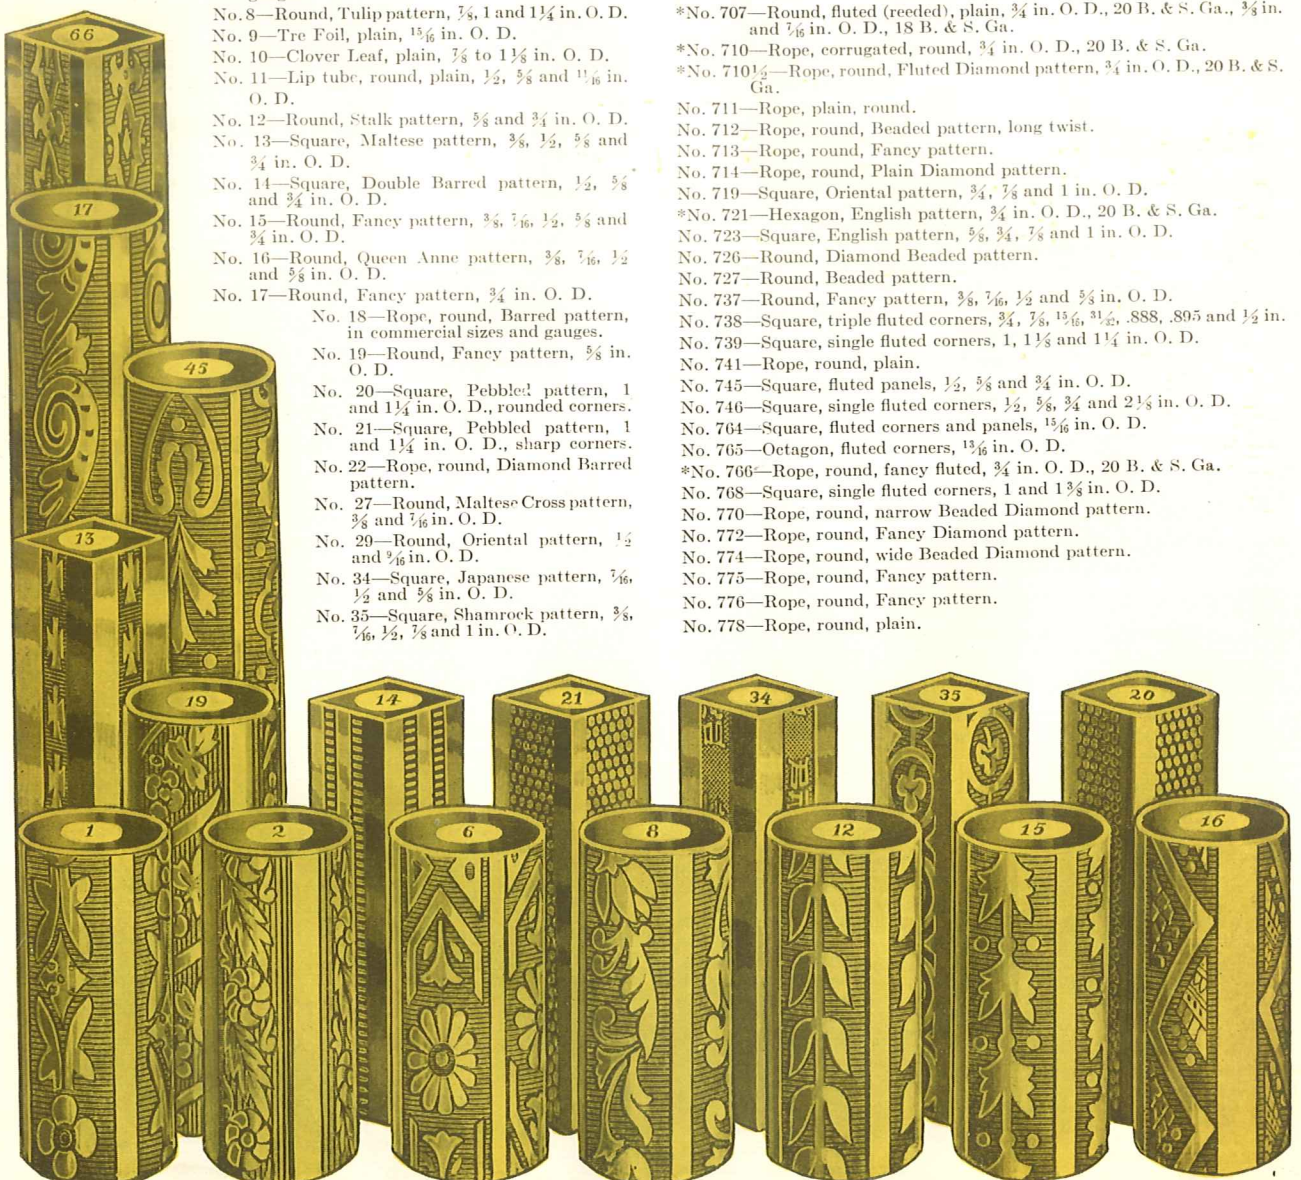 No. 8—Round, Tulip pattern, ⅞, 1 and 1¼ in. O. D.
No. 9—Tre Foil, plain, 15/16 in. O. D.
No. 10—Clover Leaf, plain, ⅞ to 1⅛ in. O. D.
No. 11—Lip tube, round, plain, ½, ⅝ and 11/16 in.
O. D.
No. 12—Round, Stalk pattern, ⅝ and ¾ in. O. D.
No. 13—Square, Maltese pattern, ⅜, ½, ⅝ and
¾ in. O. D.
No. 14—Square, Double Barred pattern, ½, ⅝
and ¾ in. O. D.
No. 15—Round, Fancy pattern, ⅜, 7/16, ½, ⅝ and
¾ in. O. D.
No. 16—Round, Queen Anne pattern, ⅜, 7/16, ½
and ⅝ in. O. D.
No. 17—Round, Fancy pattern, ¾ in. O. D.
No. 18—Rope, round, Barred pattern,
in commercial sizes and gauges.
No. 19—Round, Fancy pattern, ⅝ in.
O. D.
No. 20—Square, Pebbled pattern, 1
and 1¼ in. O. D., rounded corners.
No. 21—Square, Pebbled pattern, 1
and 1¼ in. O. D., sharp corners.
No. 22—Rope, round, Diamond Barred
pattern.
No. 27—Round, Maltese Cross pattern,
⅜ and 7/16 in. O. D.
No. 29—Round, Oriental pattern, ½
and 9/16 in. O. D.
No. 34—Square, Japanese pattern, 7/16,
½ and ⅝ in. O. D.
No. 35—Square, Shamrock pattern, ⅜,
7/16, ½, ⅞ and 1 in. O. D.
*No. 707—Round, fluted (reeded), plain, ¾ in. O. D., 20 B. & S. Ga., ⅜ in.
and 7/16 in. O. D., 18 B. & S. Ga.
*No. 710—Rope, corrugated, round, ¾ in. O. D., 20 B. & S. Ga.
*No. 710½—Rope, round, Fluted Diamond pattern, ¾ in. O. D., 20 B. & S.
Ga.
No. 711—Rope, plain, round.
No. 712—Rope, round, Beaded pattern, long twist.
No. 713—Rope, round, Fancy pattern.
No. 714—Rope, round, Plain Diamond pattern.
No. 719—Square, Oriental pattern, ¾, ⅞ and 1 in. O. D.
*No. 721—Hexagon, English pattern, ¾ in. O. D., 20 B. & S. Ga.
No. 723—Square, English pattern, ⅝, ¾, ⅞ and 1 in. O. D.
No. 726—Round, Diamond Beaded pattern.
No. 727—Round, Beaded pattern.
No. 737—Round, Fancy pattern, ⅜, 7/16, ½ and ⅝ in. O. D.
No. 738—Square, triple fluted corners, ¾, ⅞, 15/16, 31/32, .888, .895 and ½ in.
No. 739—Square, single fluted corners, 1, 1⅛ and 1¼ in. O. D.
No. 741—Rope, round, plain.
No. 745—Square, fluted panels, ½, ⅝ and ¾ in. O. D.
No. 746—Square, single fluted corners, ½, ⅝, ¾ and 2⅛ in. O. D.
No. 764—Square, fluted corners and panels, 15/16 in. O. D.
No. 765—Octagon, fluted corners, 13/16 in. O. D.
*No. 766—Rope, round, fancy fluted, ¾ in. O. D., 20 B. & S. Ga.
No. 768—Square, single fluted corners, 1 and 1⅜ in. O. D.
No. 770—Rope, round, narrow Beaded Diamond pattern.
No. 772—Rope, round, Fancy Diamond pattern.
No. 774—Rope, round, wide Beaded Diamond pattern.
No. 775—Rope, round, Fancy pattern.
No. 776—Rope, round, Fancy pattern.
No. 778—Rope, round, plain.
66
17
45
13
19
14
21
34
35
20
1
2
6
8
12
15
16